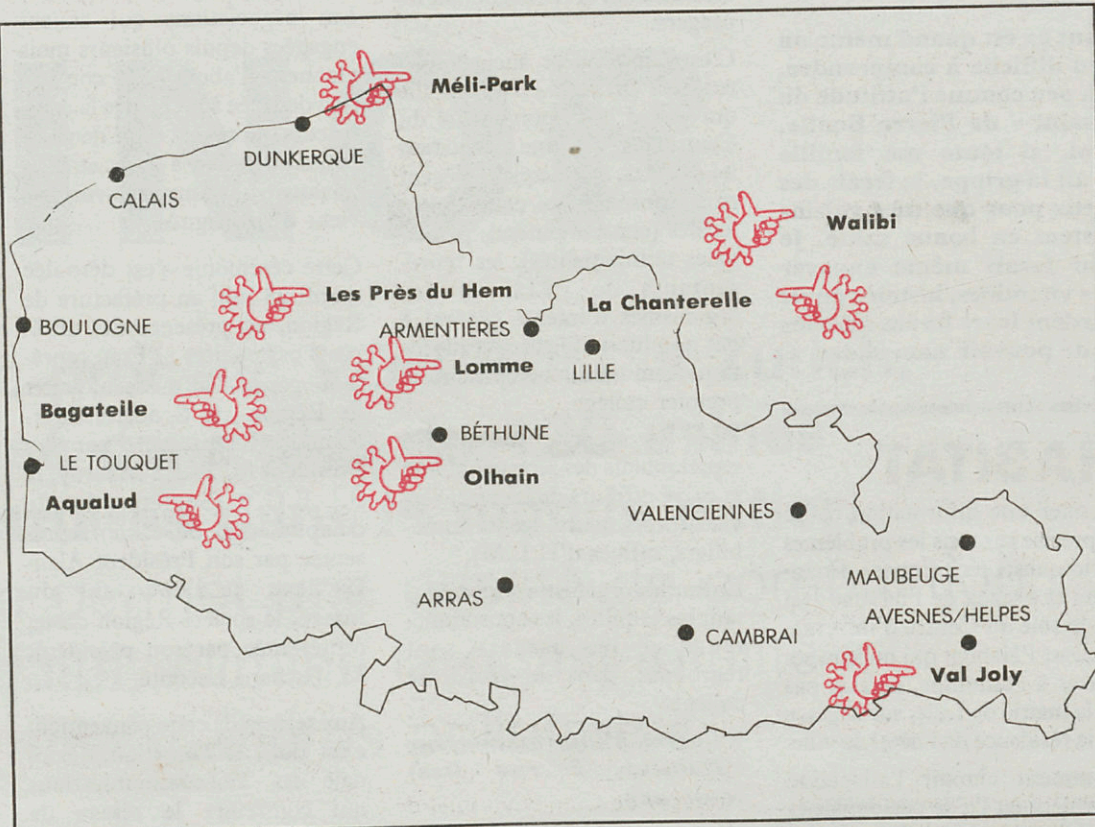 Méli-Park
DUNKERQUE
CALAIS
Walibi
Les Près du Hem
La Chanterelle
BOULOGNE
ARMENTIÈRES
LILLE
Lomme
Bagateile
BÉTHUNE
LE TOUQUET
Olhain
Aqualud
VALENCIENNES
MAUBEUGE
ARRAS
AVESNES/HELPES
CAMBRAI
Val Joly